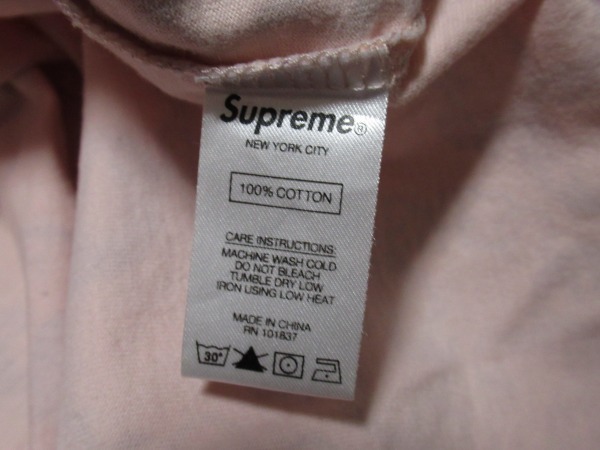 Supreme®
NEW YORK CITY
100% COTTON
CARE INSTRUCTIONS:
MACHINE WASH COLD
DO NOT BLEACH
TUMBLE DRY LOW
IRON USING LOW HEAT
MADE IN CHINA
RN 101837
30°